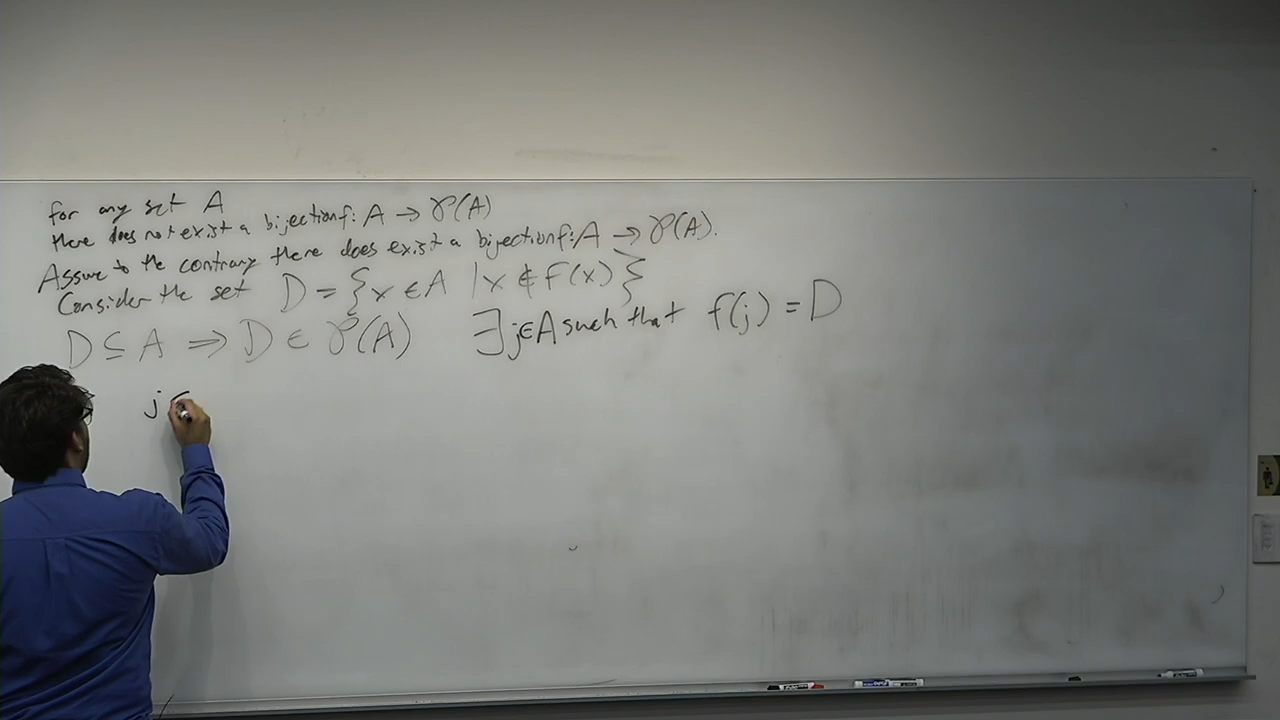 for any set A
there does not exist a bijection f: A → P(A)
Assume to the contrary there does exist a bijection f: A → P(A).
Consider the set D = {x ∈ A | x ∉ f(x)}
D ⊆ A ⇒ D ∈ P(A) ∃ j ∈ A such that f(j) = D
j